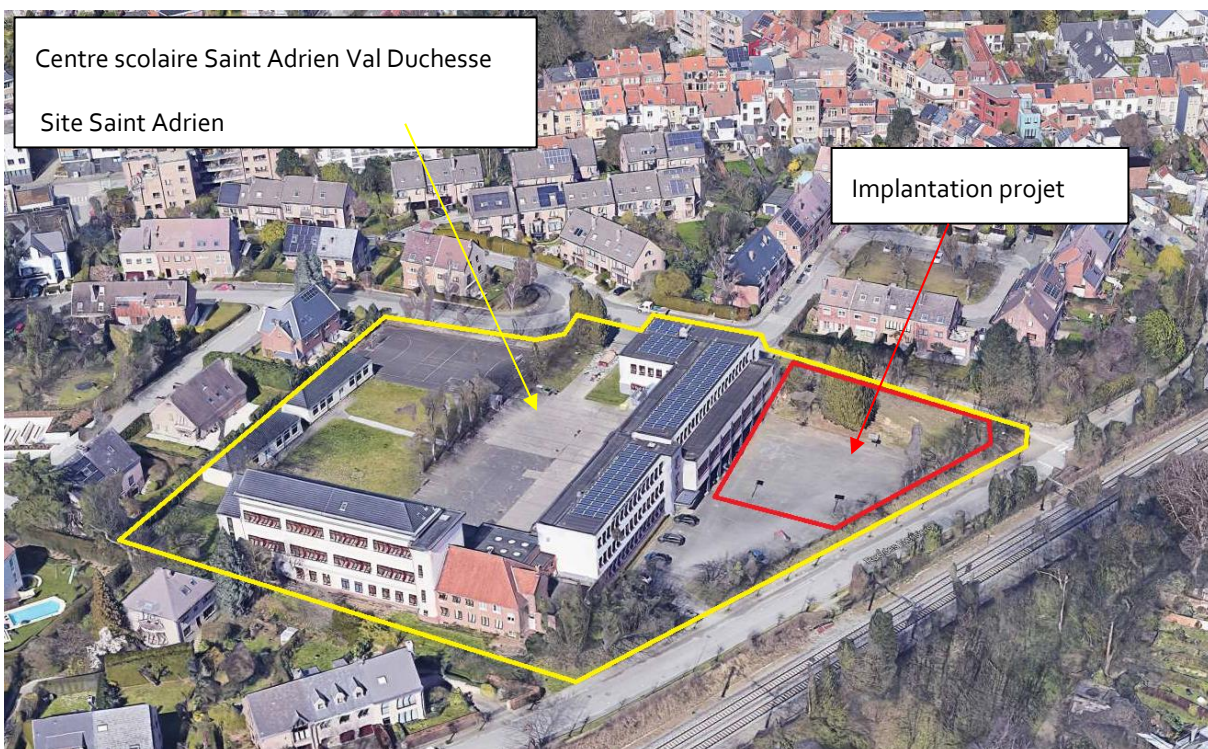 Centre scolaire Saint Adrien Val Duchesse
Site Saint Adrien
Implantation projet